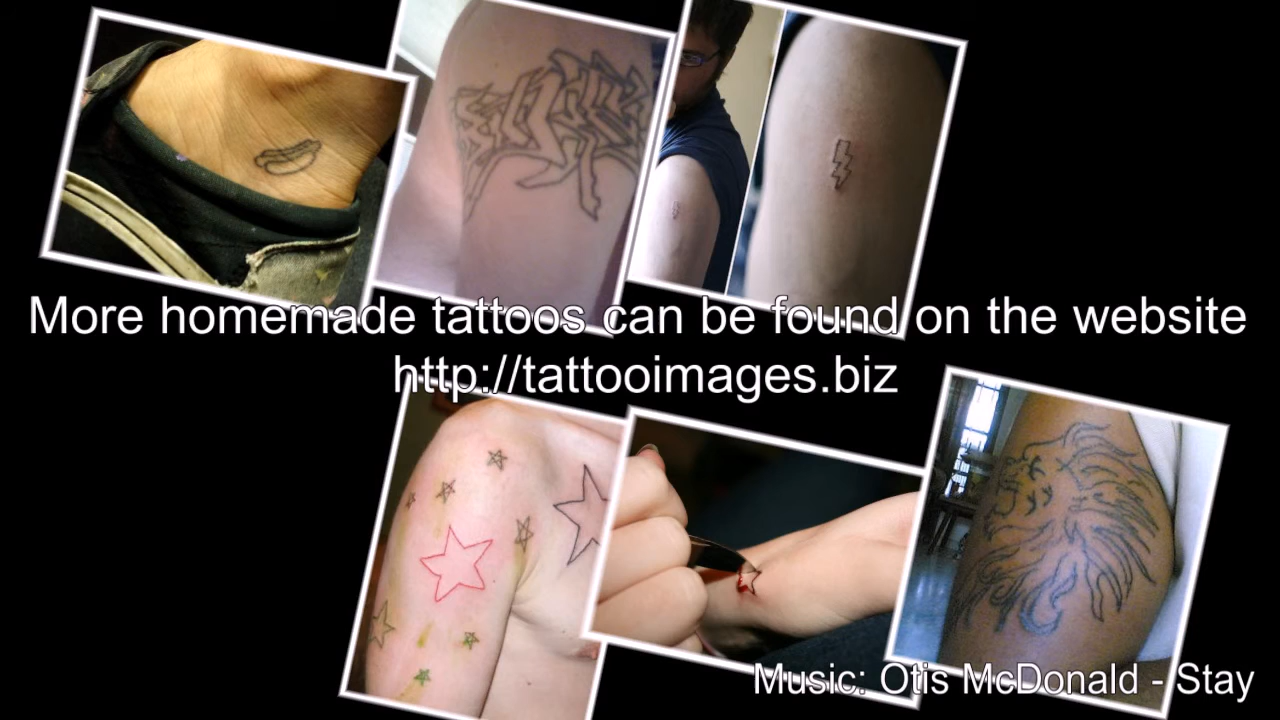 More homemade tattoos can be found on the website
http://tattooimages.biz
Music: Otis McDonald - Stay